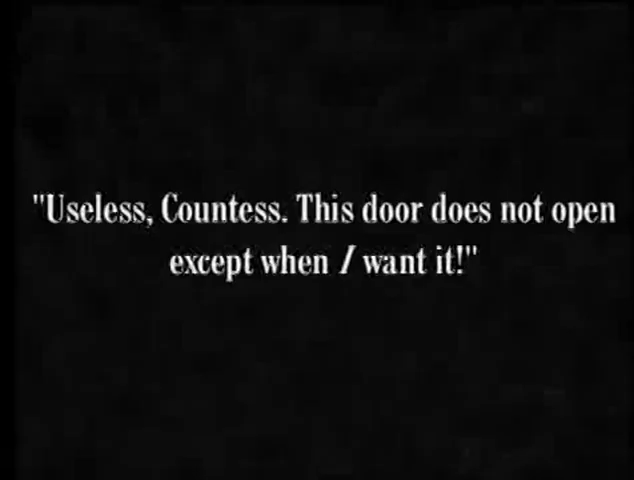 "Useless, Countess. This door does not open
except when I want it!"